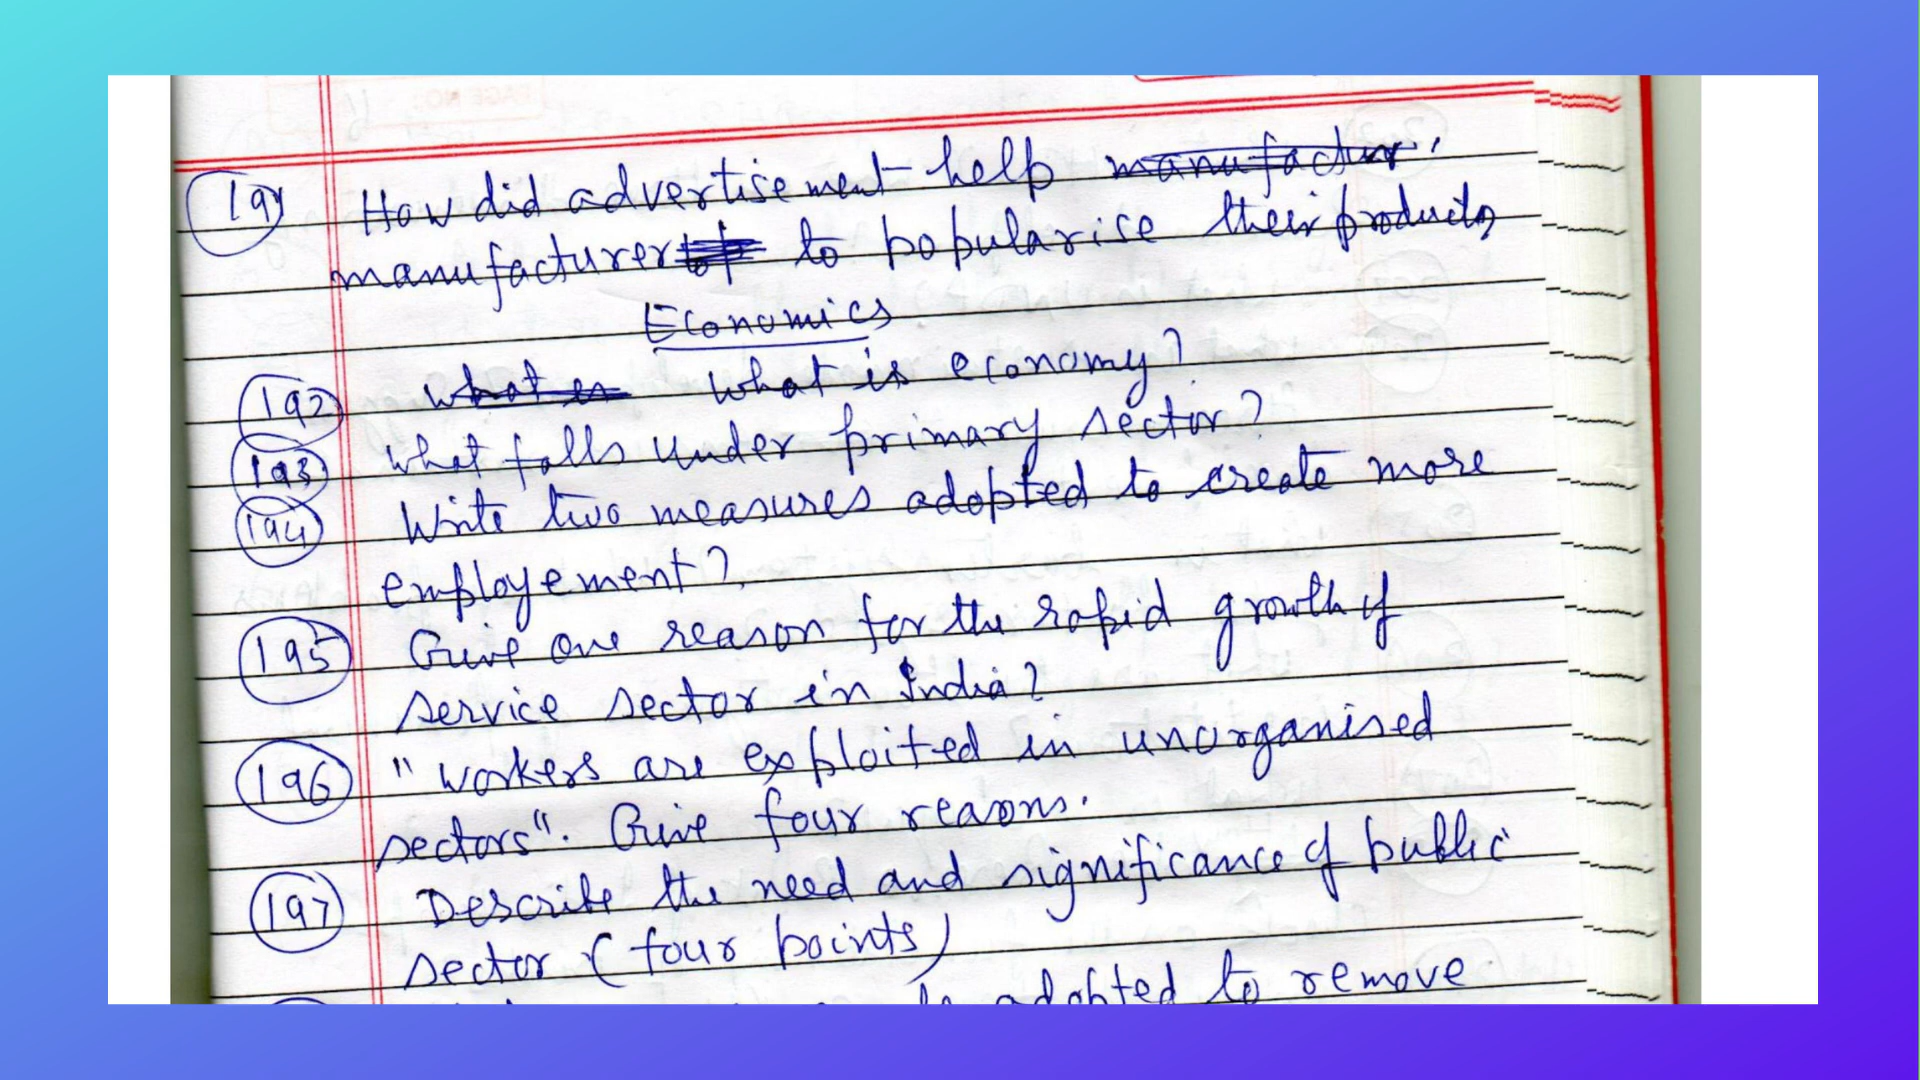 191 How did advertisement help manufactur
manufacturer to popularise their products
Economics
192 what is economy?
193 what falls under primary sector?
194 Write two measures adopted to create more
employement?
195 Give one reason for the rapid growth of
service sector in India?
196 "workers are exploited in unorganised
sectors". Give four reasons.
197 Describe the need and significance of public
sector (four points)
adopted to remove